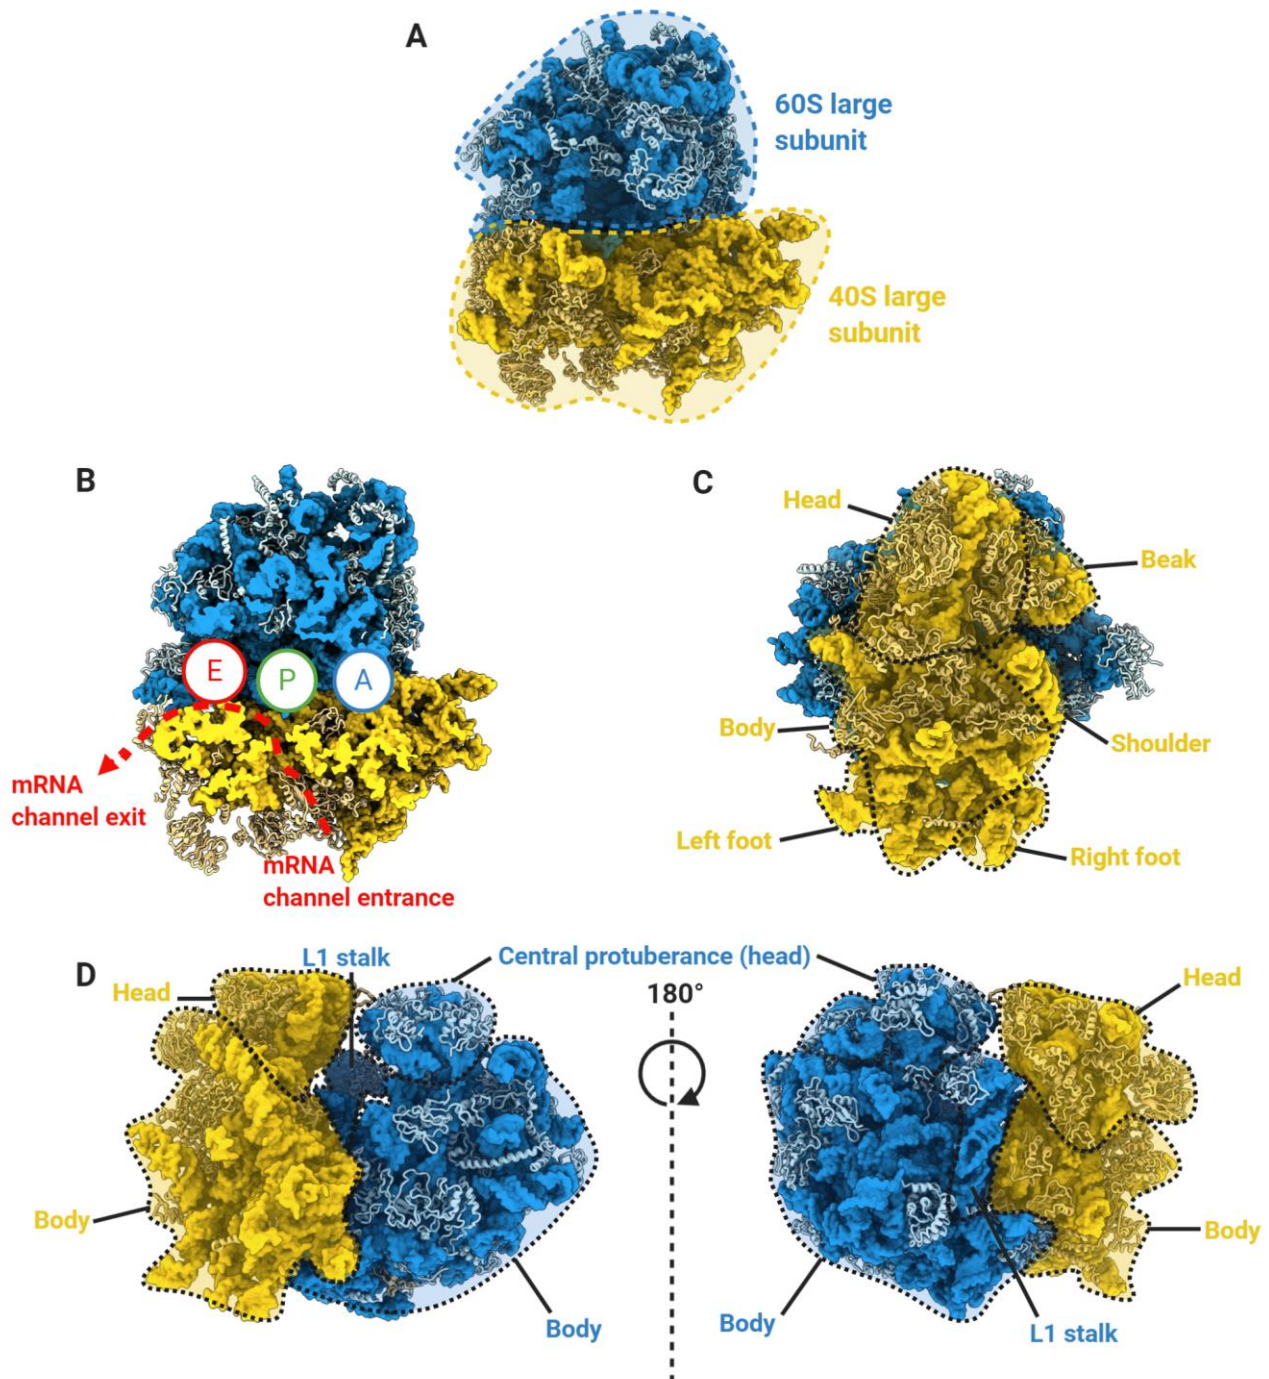 A
60S large
subunit
40S large
subunit
B
E
P
A
mRNA
channel exit
mRNA
channel entrance
C
Head
Beak
Body
Shoulder
Left foot
Right foot
D
L1 stalk
Central protuberance (head)
Head
180°
Head
Body
Body
Body
Body
L1 stalk